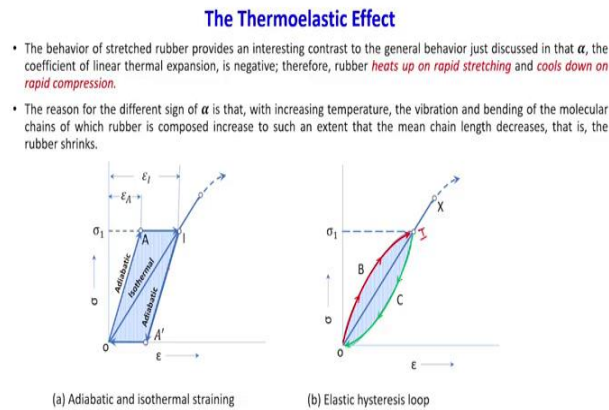 The Thermoelastic Effect
• The behavior of stretched rubber provides an interesting contrast to the general behavior just discussed in that α, the
coefficient of linear thermal expansion, is negative; therefore, rubber heats up on rapid stretching and cools down on
rapid compression.
• The reason for the different sign of α is that, with increasing temperature, the vibration and bending of the molecular
chains of which rubber is composed increase to such an extent that the mean chain length decreases, that is, the
rubber shrinks.
ε_I
ε_A
σ₁
A
I
Adiabatic
Isothermal
Adiabatic
σ
A'
O
ε
X
σ₁
I
B
C
σ
O
ε
(a) Adiabatic and isothermal straining
(b) Elastic hysteresis loop